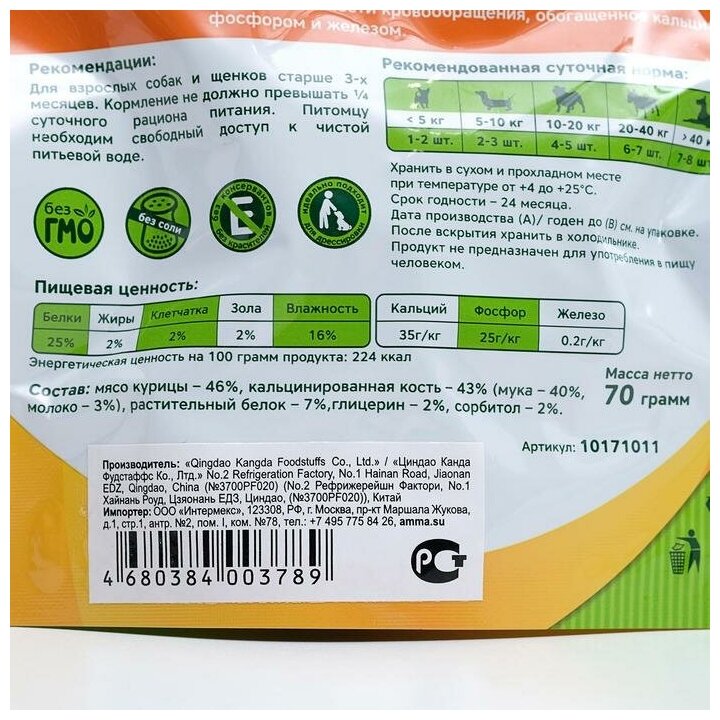 сти кровообращения, обогащенное кальци
фосфором и железом.
Рекомендации:
Для взрослых собак и щенков старше 3-х
месяцев. Кормление не должно превышать ¼
суточного рациона питания. Питомцу
необходим свободный доступ к чистой
питьевой воде.
Рекомендованная суточная норма:
< 5 кг 5-10 кг 10-20 кг 20-40 кг > 40 к
1-2 шт. 2-3 шт. 4-5 шт. 6-7 шт. 7-8 шт
Хранить в сухом и прохладном месте
при температуре от +4 до +25°С.
Срок годности – 24 месяца.
Дата производства (А)/ годен до (В) см. на упаковке.
После вскрытия хранить в холодильнике.
Продукт не предназначен для употребления в пищу
человеком.
без
ГМО
без соли
без консервантов
Е
без красителей
идеально подходит
для дрессировки
Пищевая ценность:
Белки Жиры Клетчатка Зола Влажность
25% 2% 2% 2% 16%
Кальций Фосфор Железо
35г/кг 25г/кг 0.2г/кг
Энергетическая ценность на 100 грамм продукта: 224 ккал
Состав: мясо курицы – 46%, кальцинированная кость – 43% (мука – 40%,
молоко – 3%), растительный белок – 7%,глицерин – 2%, сорбитол – 2%.
Масса нетто
70 грамм
Артикул: 10171011
Производитель: «Qingdao Kangda Foodstuffs Co., Ltd.» / «Циндао Канда
Фудстаффс Ко., Лтд.» No.2 Refrigeration Factory, No.1 Hainan Road, Jiaonan
EDZ, Qingdao, China (№3700PF020) (No.2 Рефрижерейшн Фактори, No.1
Хайнань Роуд, Цзяонань ЕДЗ, Циндао, (№3700PF020)), Китай
Импортер: ООО «Интермекс», 123308, РФ, г. Москва, пр-кт Маршала Жукова,
д.1, стр.1, антр. №2, пом. I, ком. №78, тел.: +7 495 775 84 26, amma.su
4 680384 003789
РСТ